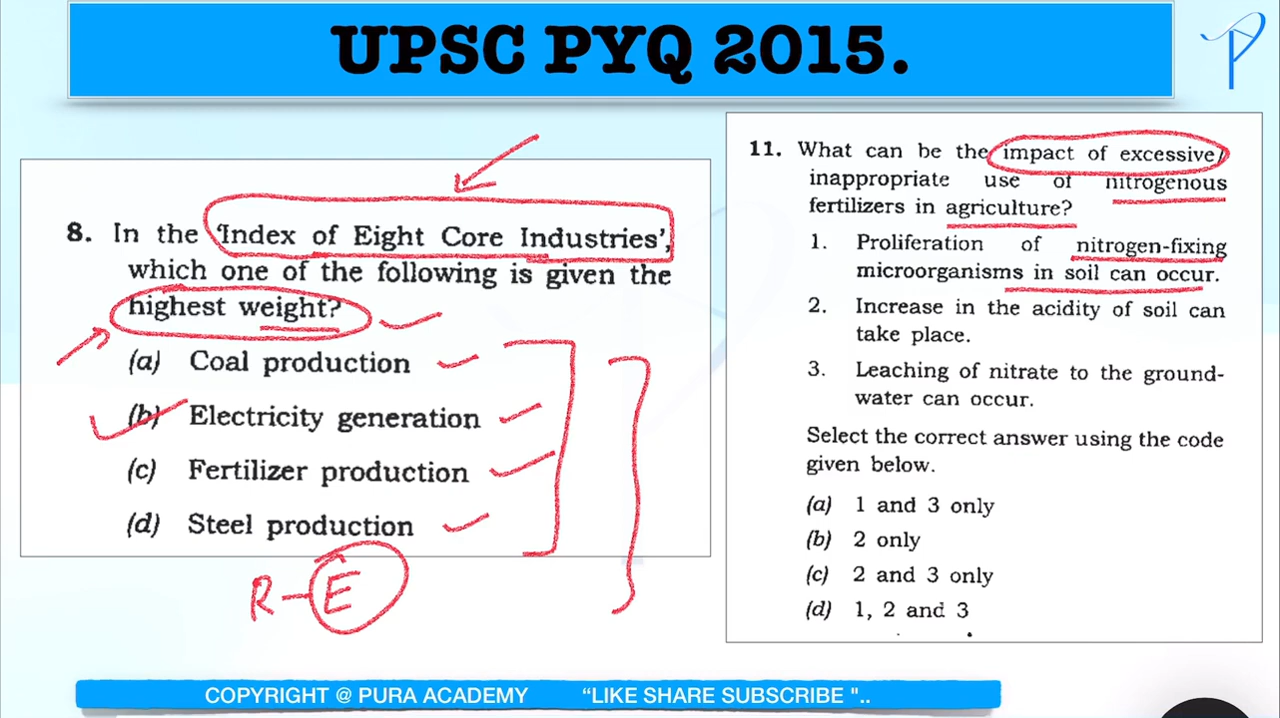 UPSC PYQ 2015.
8. In the 'Index of Eight Core Industries',
which one of the following is given the
highest weight?
(a) Coal production
(b) Electricity generation
(c) Fertilizer production
(d) Steel production
R-E
11. What can be the impact of excessive/
inappropriate use of nitrogenous
fertilizers in agriculture?
1. Proliferation of nitrogen-fixing
microorganisms in soil can occur.
2. Increase in the acidity of soil can
take place.
3. Leaching of nitrate to the ground-
water can occur.
Select the correct answer using the code
given below.
(a) 1 and 3 only
(b) 2 only
(c) 2 and 3 only
(d) 1, 2 and 3
COPYRIGHT @ PURA ACADEMY “LIKE SHARE SUBSCRIBE "..